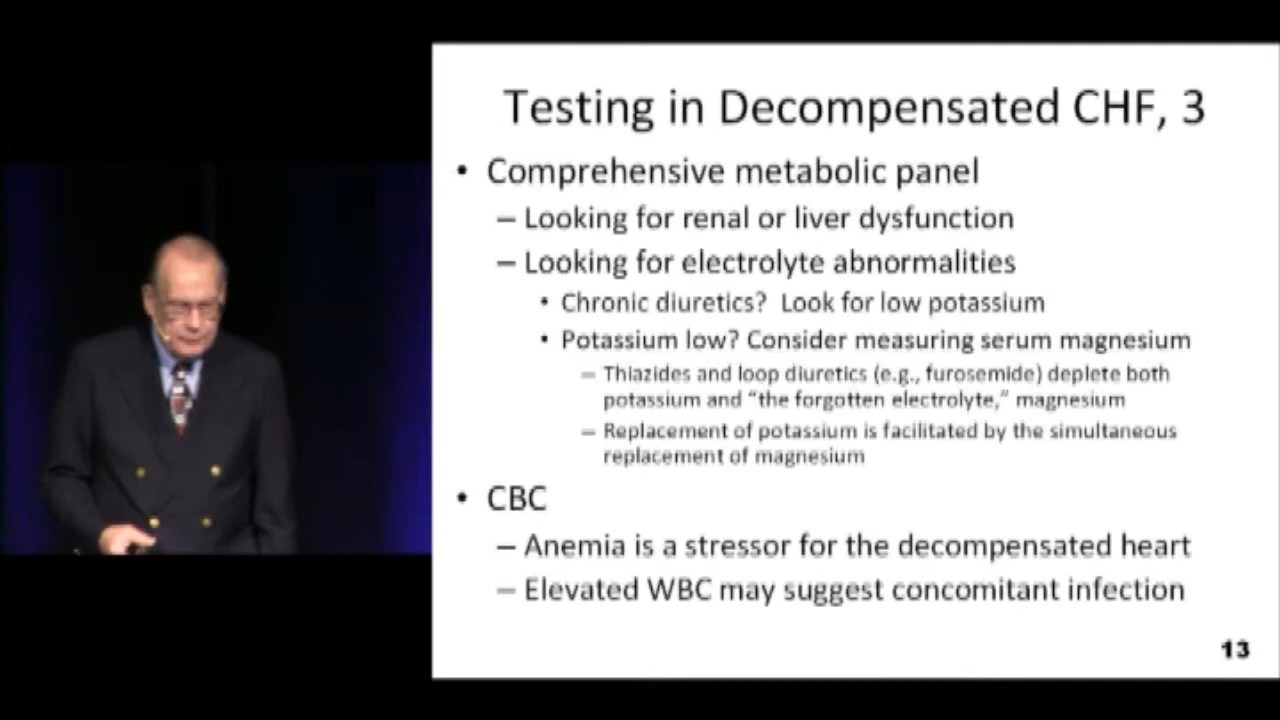 Testing in Decompensated CHF, 3
• Comprehensive metabolic panel
– Looking for renal or liver dysfunction
– Looking for electrolyte abnormalities
• Chronic diuretics? Look for low potassium
• Potassium low? Consider measuring serum magnesium
– Thiazides and loop diuretics (e.g., furosemide) deplete both
potassium and “the forgotten electrolyte,” magnesium
– Replacement of potassium is facilitated by the simultaneous
replacement of magnesium
• CBC
– Anemia is a stressor for the decompensated heart
– Elevated WBC may suggest concomitant infection
13